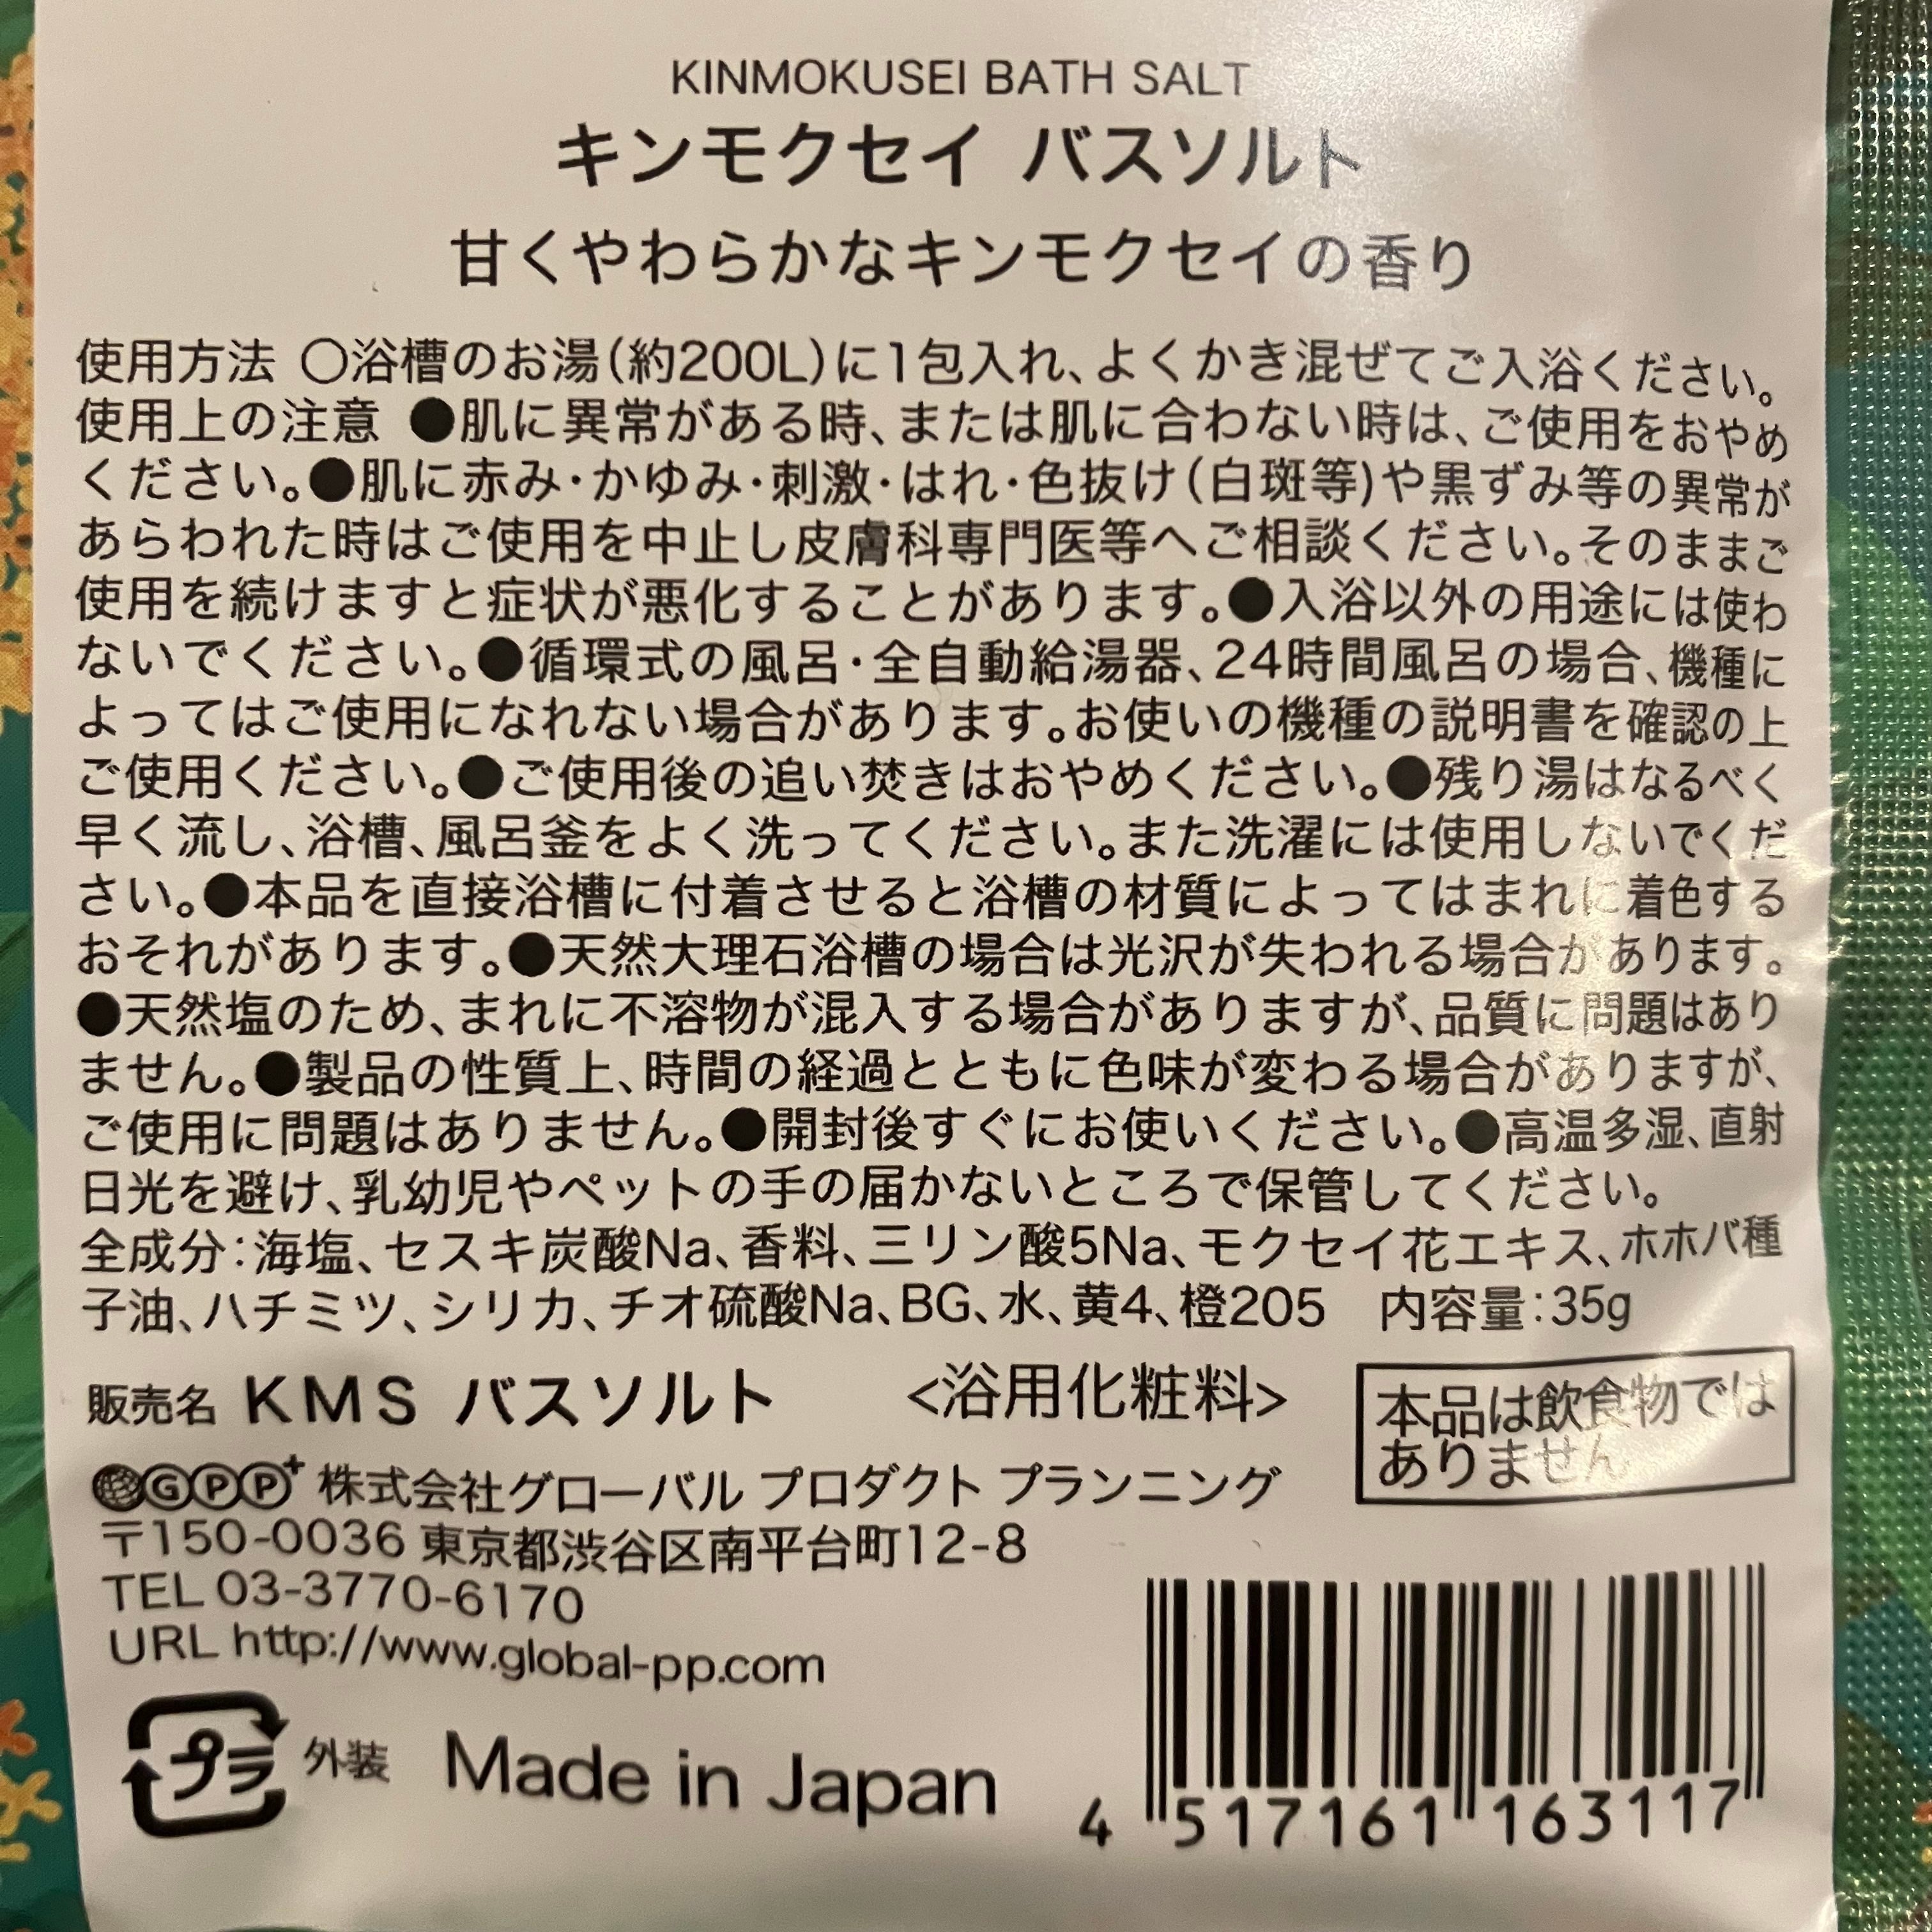 KINMOKUSEI BATH SALT
キンモクセイ バスソルト
甘くやわらかなキンモクセイの香り
使用方法 ○浴槽のお湯(約200L)に1包入れ、よくかき混ぜてご入浴ください。
使用上の注意 ●肌に異常がある時、または肌に合わない時は、ご使用をおやめ
ください。●肌に赤み・かゆみ・刺激・はれ・色抜け(白斑等)や黒ずみ等の異常が
あらわれた時はご使用を中止し皮膚科専門医等へご相談ください。そのままご
使用を続けますと症状が悪化することがあります。●入浴以外の用途には使わ
ないでください。●循環式の風呂・全自動給湯器、24時間風呂の場合、機種に
よってはご使用になれない場合があります。お使いの機種の説明書を確認の上
ご使用ください。●ご使用後の追い焚きはおやめください。●残り湯はなるべく
早く流し、浴槽、風呂釜をよく洗ってください。また洗濯には使用しないでくだ
さい。●本品を直接浴槽に付着させると浴槽の材質によってはまれに着色する
おそれがあります。●天然大理石浴槽の場合は光沢が失われる場合があります。
●天然塩のため、まれに不溶物が混入する場合がありますが、品質に問題はあり
ません。●製品の性質上、時間の経過とともに色味が変わる場合がありますが、
ご使用に問題はありません。●開封後すぐにお使いください。●高温多湿、直射
日光を避け、乳幼児やペットの手の届かないところで保管してください。
全成分:海塩、セスキ炭酸Na、香料、三リン酸5Na、モクセイ花エキス、ホホバ種
子油、ハチミツ、シリカ、チオ硫酸Na、BG、水、黄4、橙205 内容量:35g
販売名 KMS バスソルト <浴用化粧料>
本品は飲食物では
ありません
GPP+ 株式会社グローバル プロダクト プランニング
〒150-0036 東京都渋谷区南平台町12-8
TEL 03-3770-6170
URL http://www.global-pp.com
プラ 外装 Made in Japan
4 517161 163117